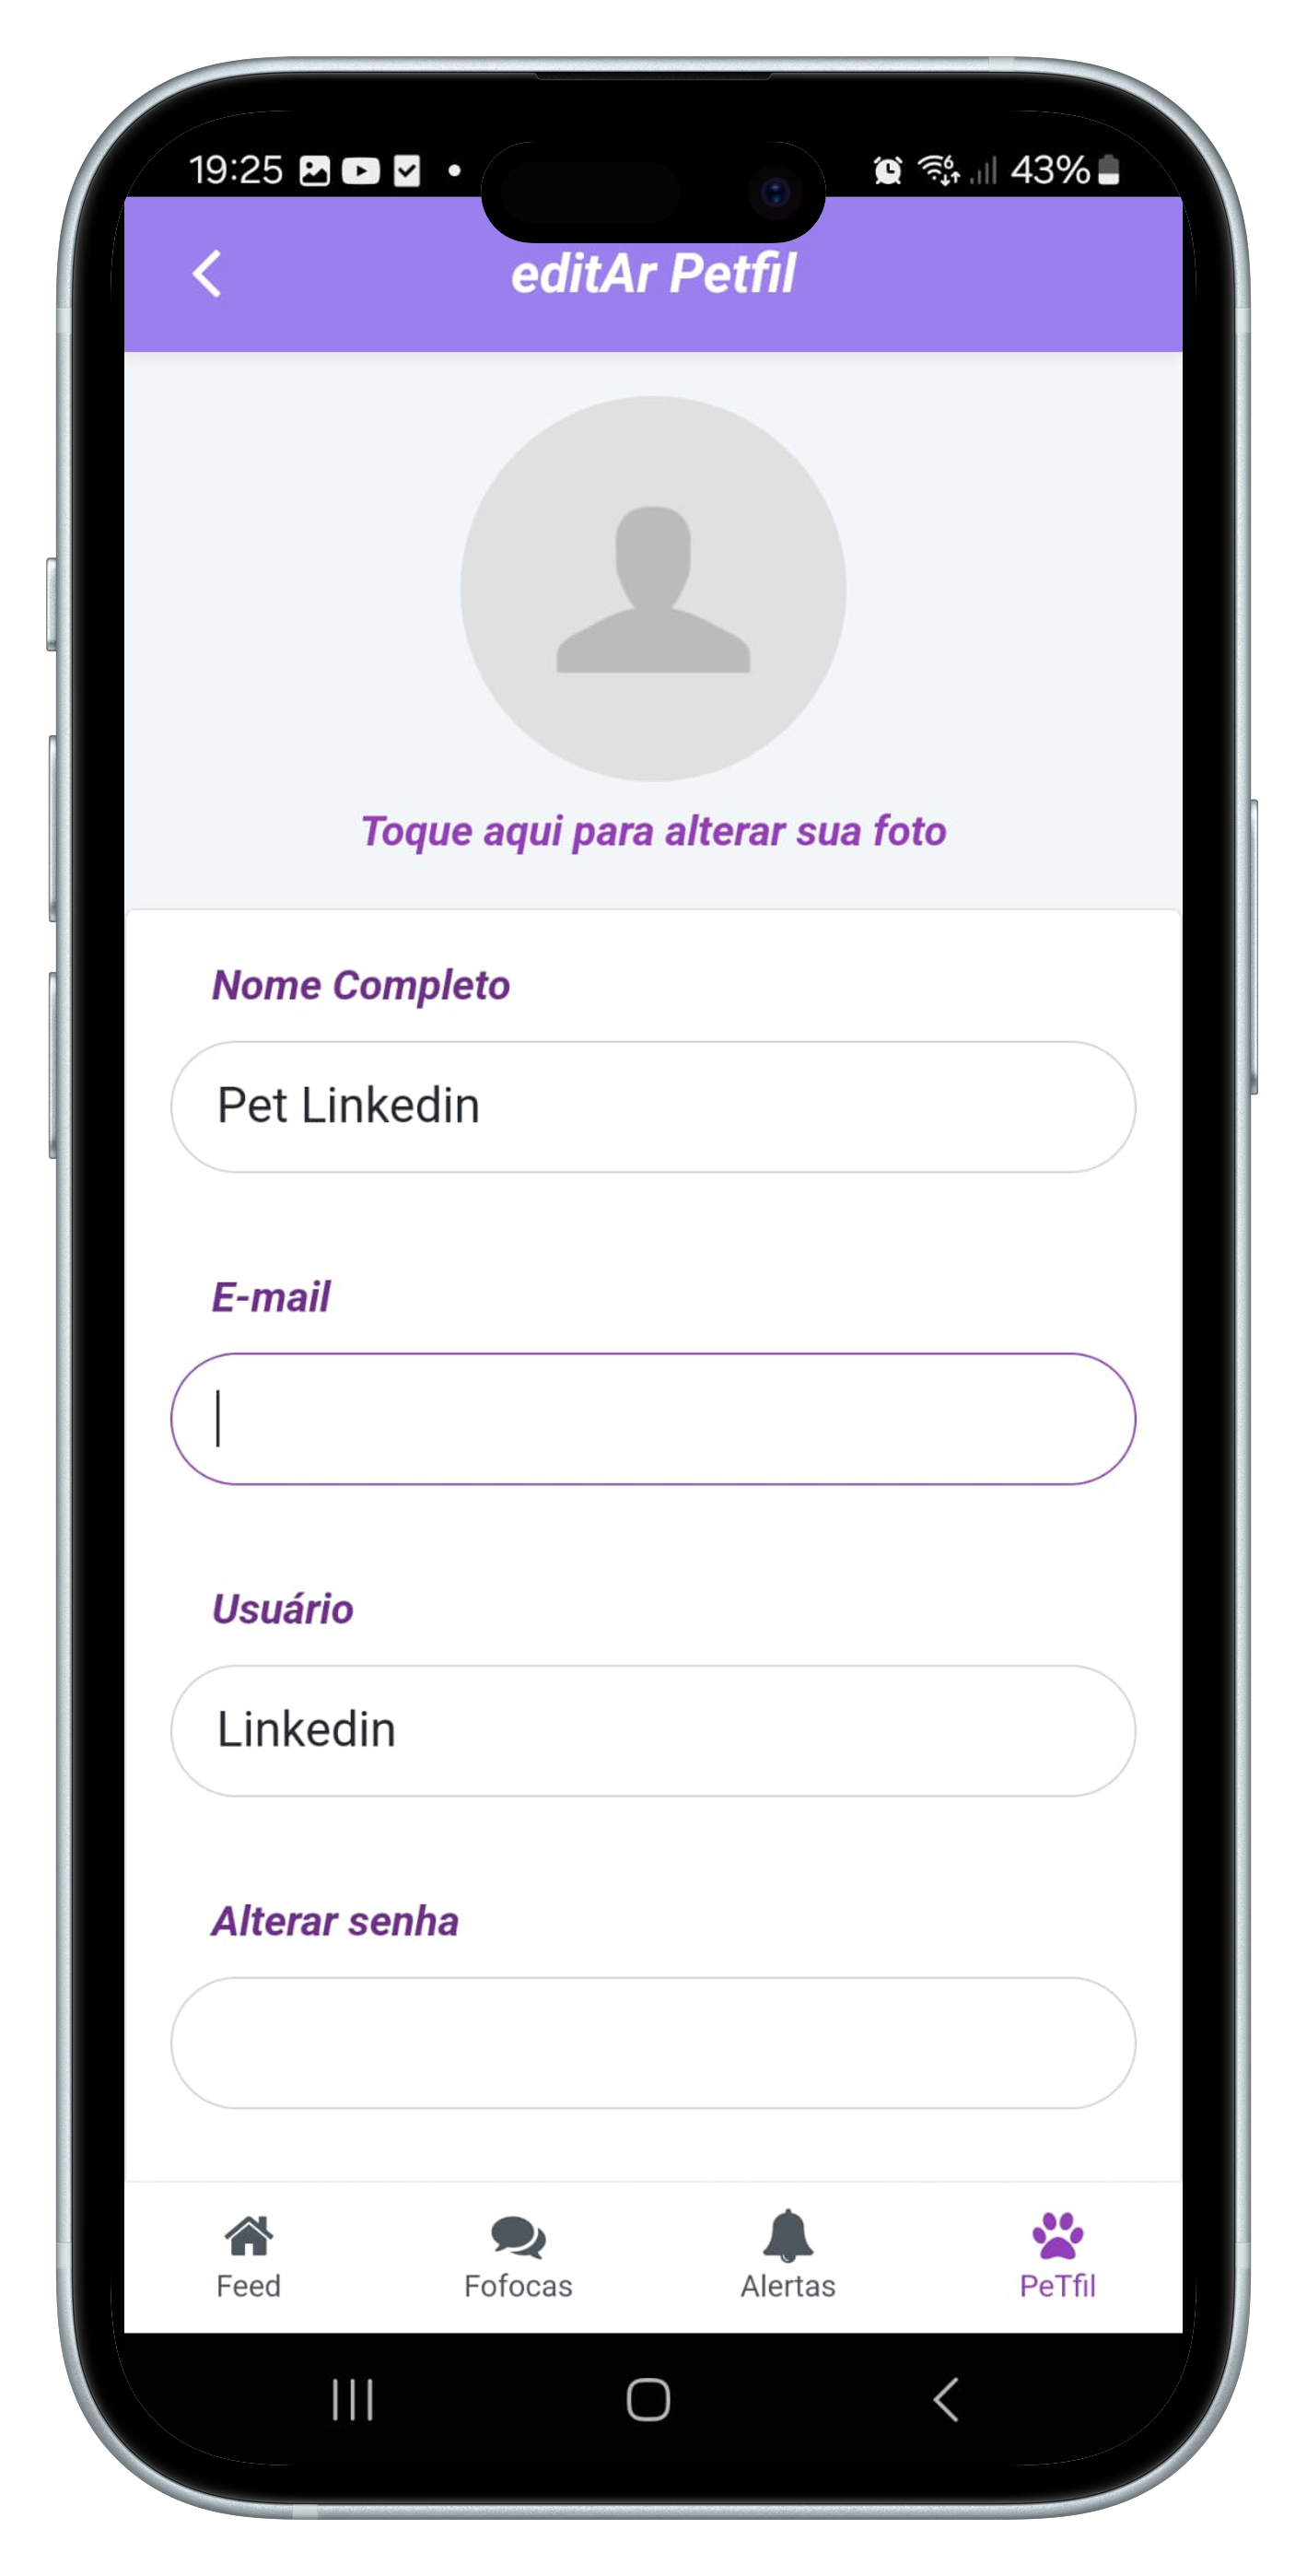 19:25 43%
editAr Petfil
Toque aqui para alterar sua foto
Nome Completo
Pet Linkedin
E-mail
Usuário
Linkedin
Alterar senha
Feed Fofocas Alertas PeTfil